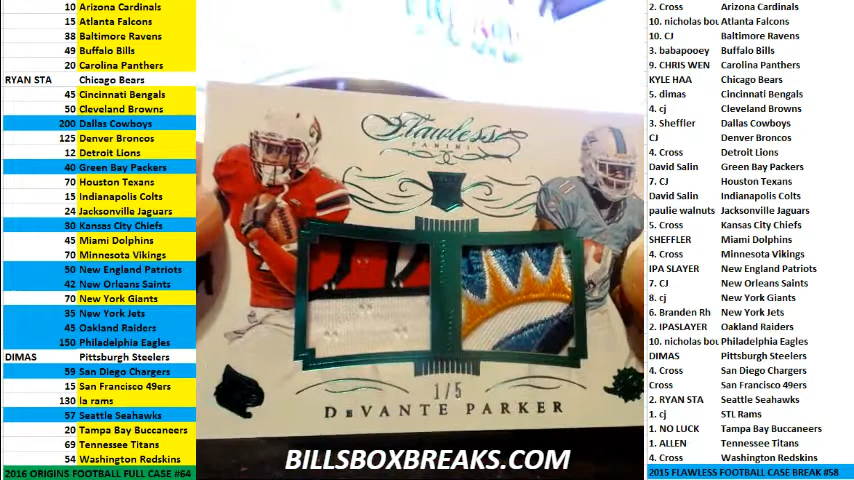 10 Arizona Cardinals
15 Atlanta Falcons
38 Baltimore Ravens
49 Buffalo Bills
20 Carolina Panthers
RYAN STA Chicago Bears
45 Cincinnati Bengals
50 Cleveland Browns
200 Dallas Cowboys
125 Denver Broncos
12 Detroit Lions
40 Green Bay Packers
70 Houston Texans
15 Indianapolis Colts
24 Jacksonville Jaguars
30 Kansas City Chiefs
45 Miami Dolphins
70 Minnesota Vikings
50 New England Patriots
42 New Orleans Saints
70 New York Giants
35 New York Jets
45 Oakland Raiders
150 Philadelphia Eagles
DIMAS Pittsburgh Steelers
59 San Diego Chargers
15 San Francisco 49ers
130 la rams
57 Seattle Seahawks
20 Tampa Bay Buccaneers
69 Tennessee Titans
54 Washington Redskins
2016 ORIGINS FOOTBALL FULL CASE #64
Flawless
PANINI
1/5
DEVANTE PARKER
BILLSBOXBREAKS.COM
2. Cross Arizona Cardinals
10. nicholas bou Atlanta Falcons
10. CJ Baltimore Ravens
3. babapooey Buffalo Bills
9. CHRIS WEN Carolina Panthers
KYLE HAA Chicago Bears
5. dimas Cincinnati Bengals
4. cj Cleveland Browns
3. Sheffler Dallas Cowboys
CJ Denver Broncos
4. Cross Detroit Lions
David Salin Green Bay Packers
7. CJ Houston Texans
David Salin Indianapolis Colts
paulie walnuts Jacksonville Jaguars
5. Cross Kansas City Chiefs
SHEFFLER Miami Dolphins
4. Cross Minnesota Vikings
IPA SLAYER New England Patriots
7. CJ New Orleans Saints
8. cj New York Giants
6. Branden Rh New York Jets
2. IPASLAYER Oakland Raiders
10. nicholas bou Philadelphia Eagles
DIMAS Pittsburgh Steelers
4. Cross San Diego Chargers
Cross San Francisco 49ers
2. RYAN STA Seattle Seahawks
1. cj STL Rams
1. NO LUCK Tampa Bay Buccaneers
1. ALLEN Tennessee Titans
4. Cross Washington Redskins
2015 FLAWLESS FOOTBALL CASE BREAK #58